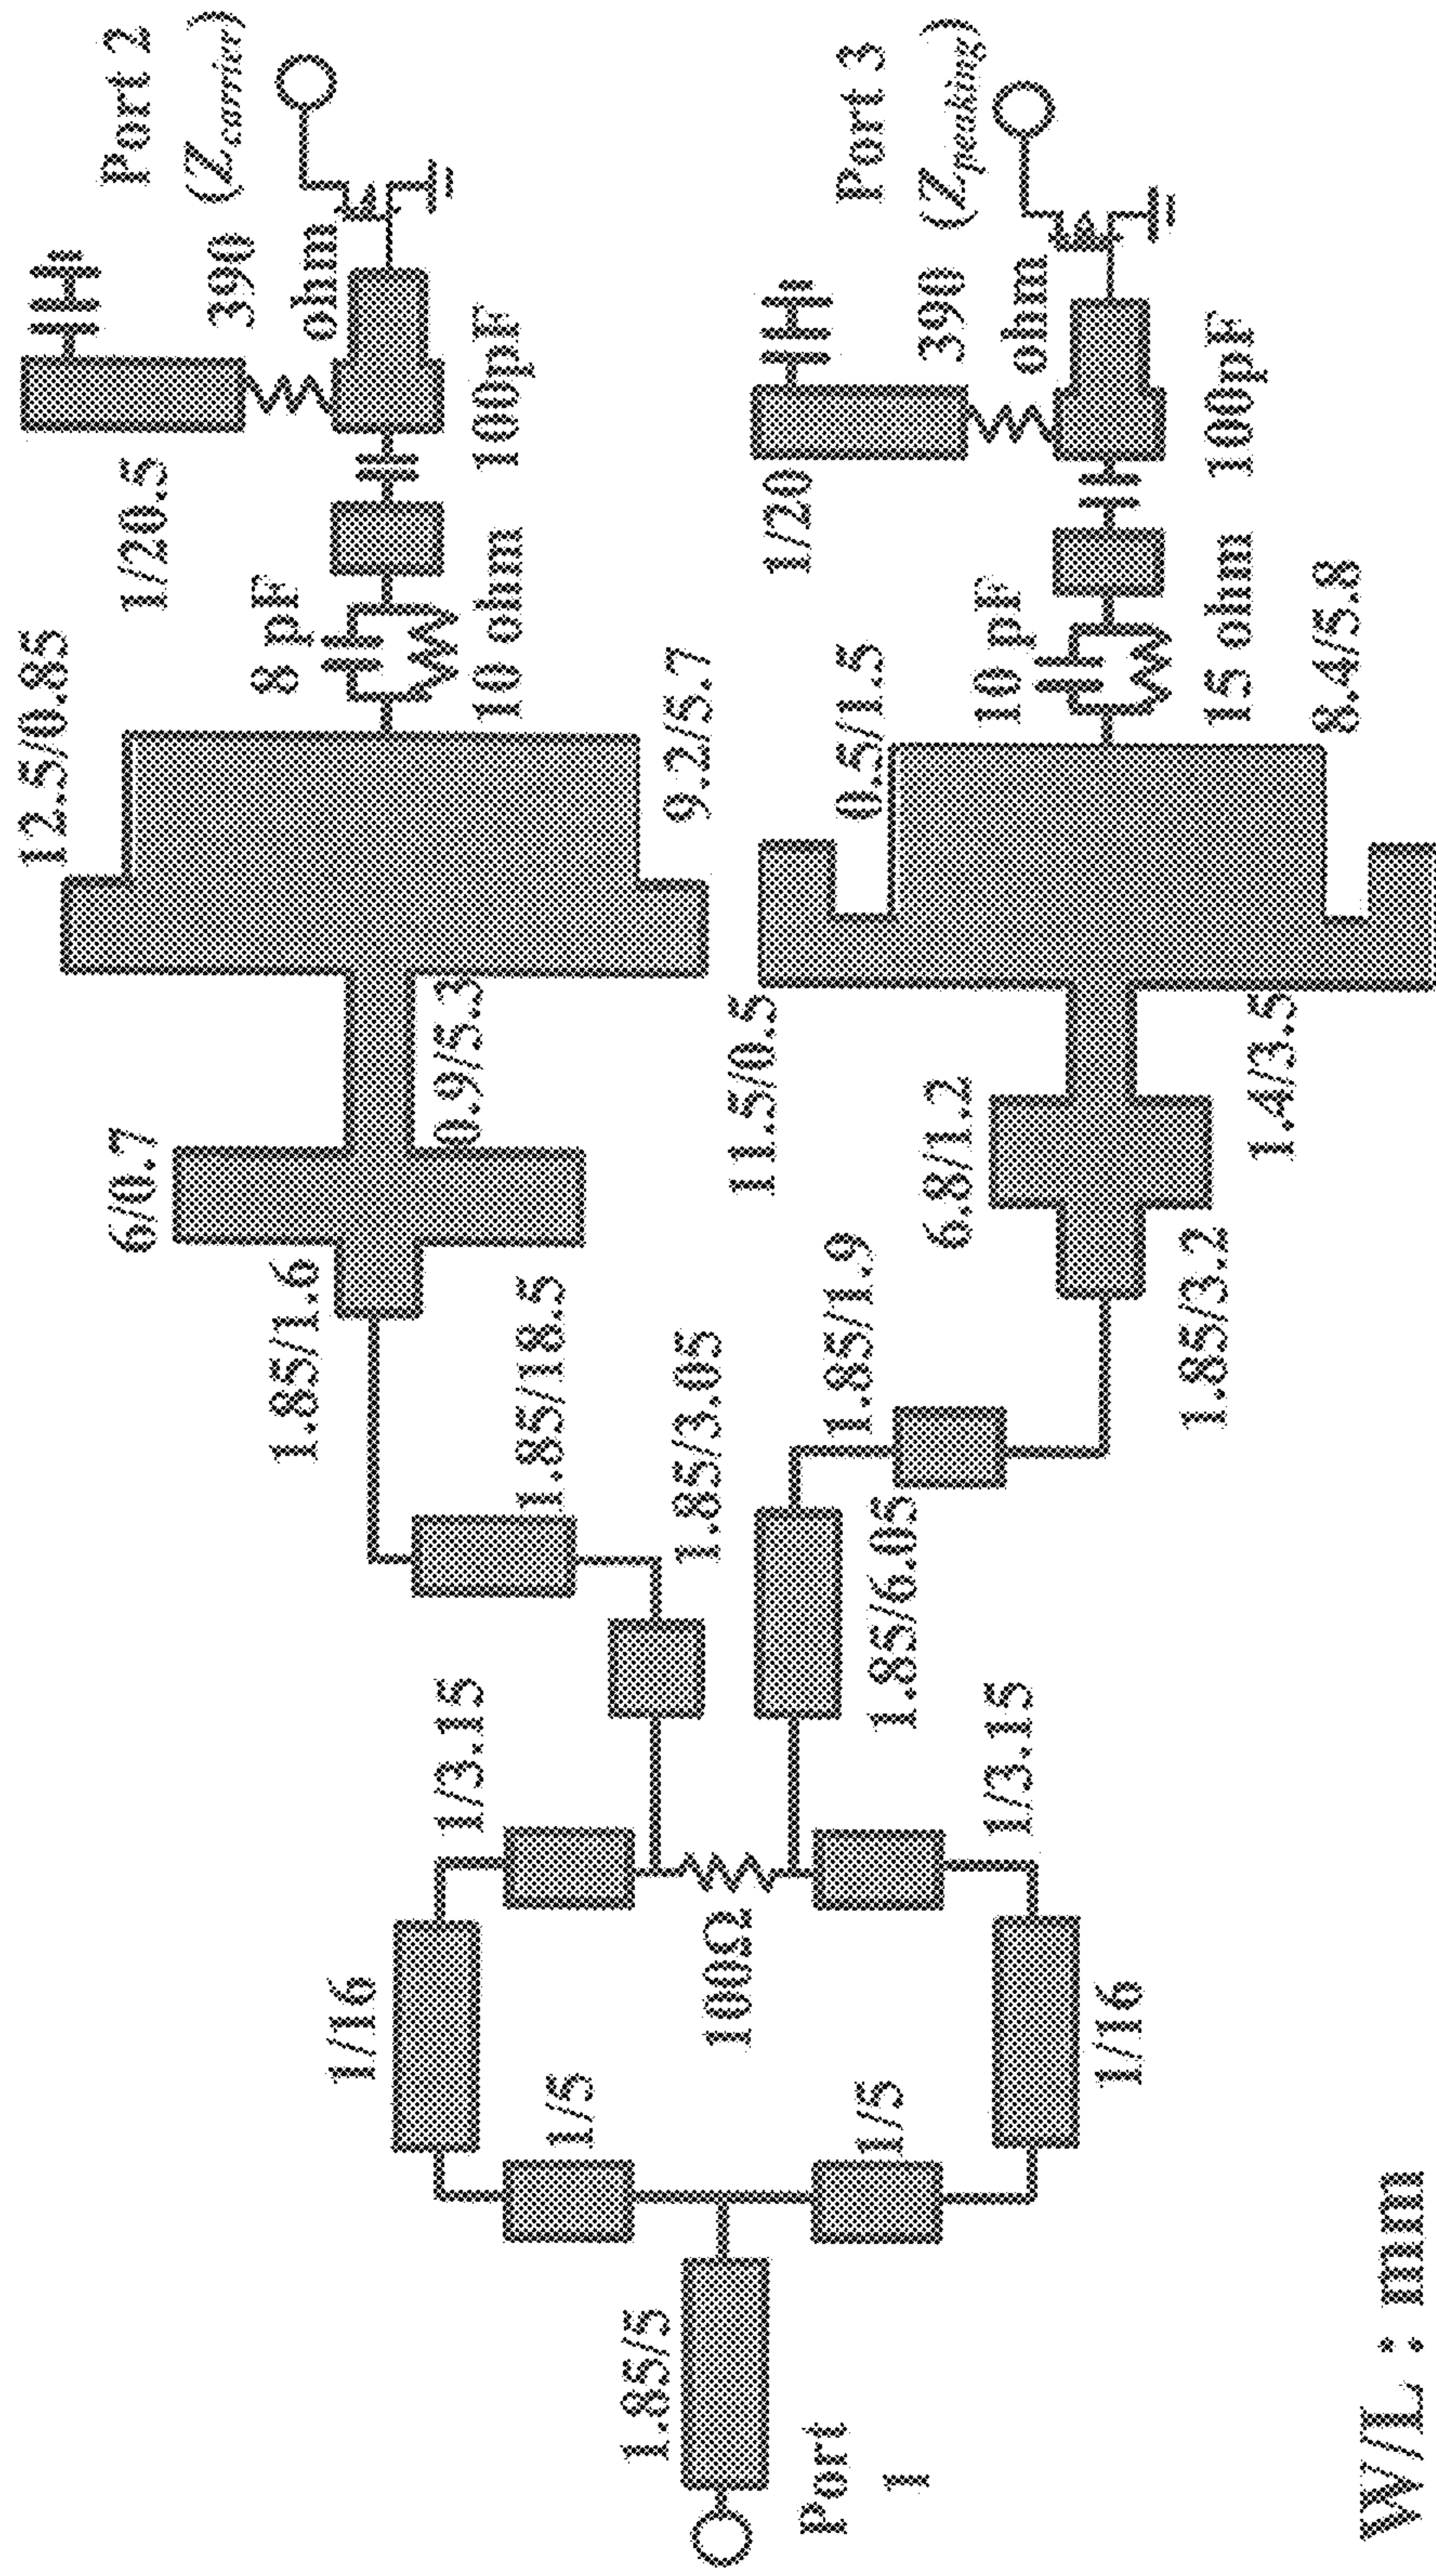 Port 1
1.85/5
1/5
1/5
1/16
1/16
1/3.15
1/3.15
100Ω
1.85/3.05
1.85/18.5
1.85/1.6
6/0.7
0.9/5.3
12.5/0.85
9.2/5.7
8 pF
10 ohm
1/20.5
390
ohm
100pF
Port 2
(Zcarrier)
1.85/6.05
1.85/1.9
1.85/3.2
6.8/1.2
1.4/3.5
11.5/0.5
0.5/1.5
8.4/5.8
10 pF
15 ohm
1/20
390
ohm
100pF
Port 3
(Zpeaking)
W/L : mm